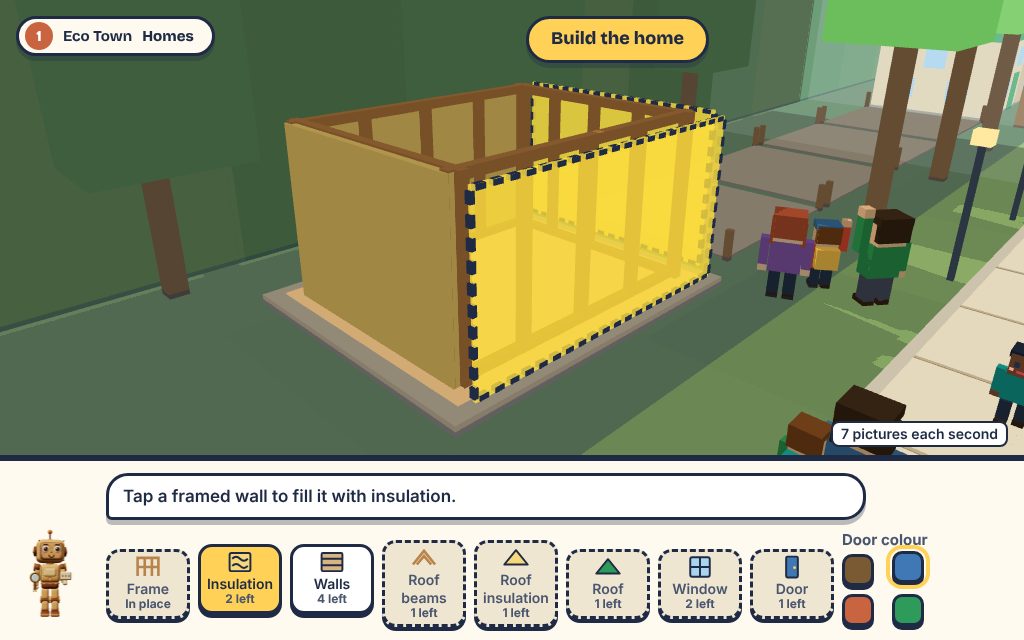 1 Eco Town Homes
Build the home
7 pictures each second
Tap a framed wall to fill it with insulation.
Door colour
Frame
In place
Insulation
2 left
Walls
4 left
Roof
beams
1 left
Roof
insulation
1 left
Roof
1 left
Window
2 left
Door
1 left